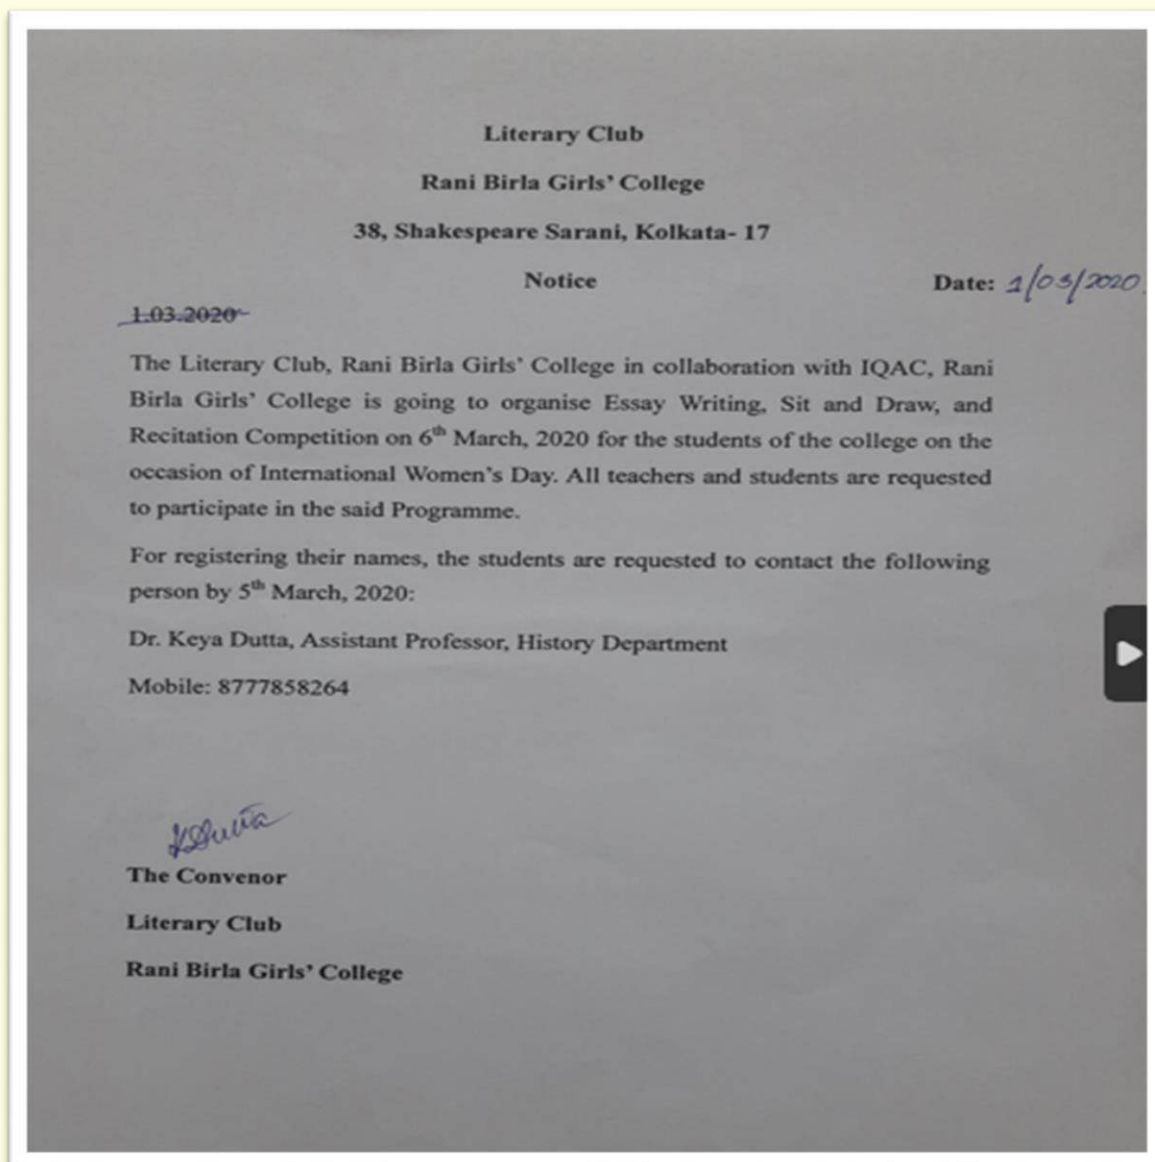 Literary Club
Rani Birla Girls' College
38, Shakespeare Sarani, Kolkata- 17
Notice Date: 1/03/2020
1.03.2020
The Literary Club, Rani Birla Girls' College in collaboration with IQAC, Rani
Birla Girls' College is going to organise Essay Writing, Sit and Draw, and
Recitation Competition on 6th March, 2020 for the students of the college on the
occasion of International Women's Day. All teachers and students are requested
to participate in the said Programme.
For registering their names, the students are requested to contact the following
person by 5th March, 2020:
Dr. Keya Dutta, Assistant Professor, History Department
Mobile: 8777858264
KDutta
The Convenor
Literary Club
Rani Birla Girls' College